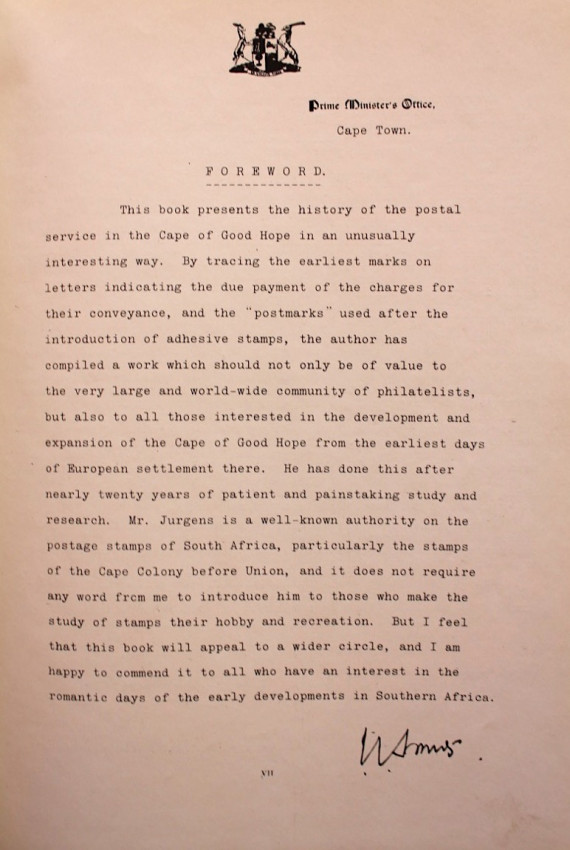 Prime Minister's Office,
Cape Town.
F O R E W O R D.
This book presents the history of the postal
service in the Cape of Good Hope in an unusually
interesting way. By tracing the earliest marks on
letters indicating the due payment of the charges for
their conveyance, and the "postmarks" used after the
introduction of adhesive stamps, the author has
compiled a work which should not only be of value to
the very large and world-wide community of philatelists,
but also to all those interested in the development and
expansion of the Cape of Good Hope from the earliest days
of European settlement there. He has done this after
nearly twenty years of patient and painstaking study and
research. Mr. Jurgens is a well-known authority on the
postage stamps of South Africa, particularly the stamps
of the Cape Colony before Union, and it does not require
any word frcm me to introduce him to those who make the
study of stamps their hobby and recreation. But I feel
that this book will appeal to a wider circle, and I am
happy to commend it to all who have an interest in the
romantic days of the early developments in Southern Africa.
VII